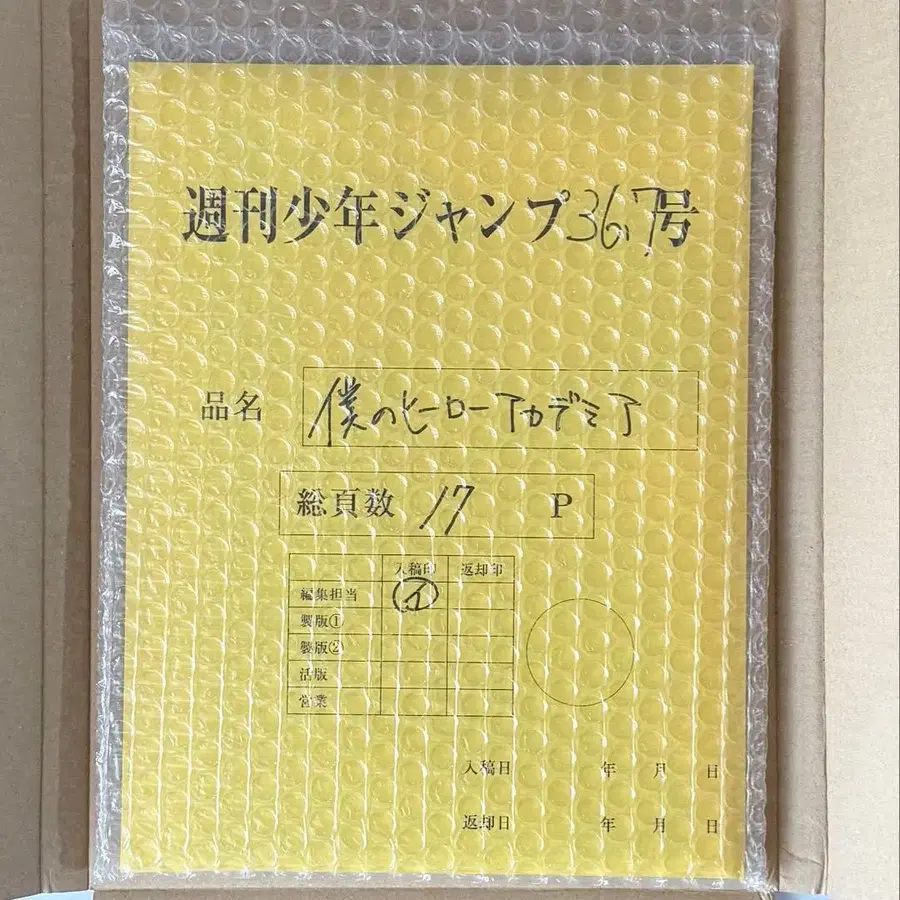 週刊少年ジャンプ36,7号
品名 僕のヒーローアカデミア
総頁数 17 P
入稿印 返却印
編集担当 イ
製版①
製版②
活版
営業
入稿日 年 月 日
返却日 年 月 日